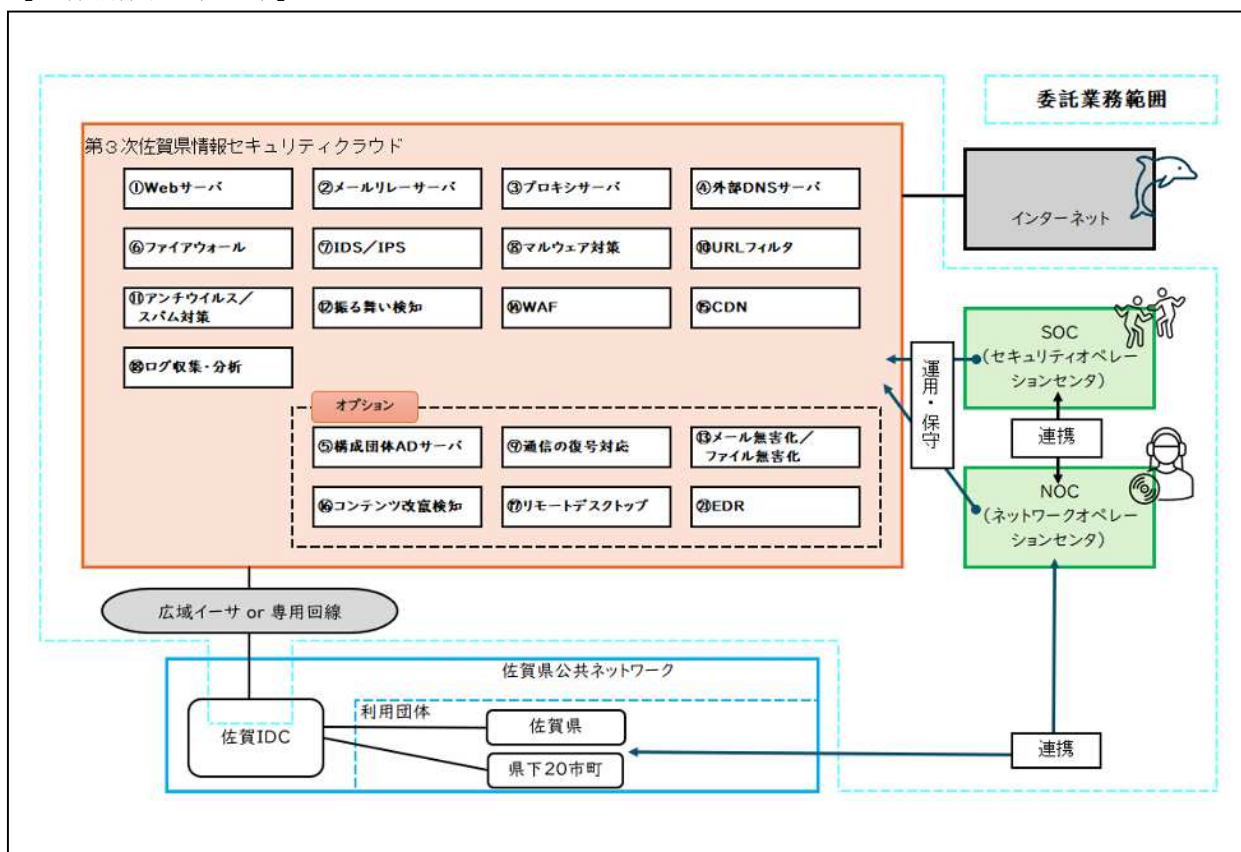 委託業務範囲
第3次佐賀県情報セキュリティクラウド
①Webサーバ
②メールリレーサーバ
③プロキシサーバ
④外部DNSサーバ
インターネット
⑥ファイアウォール
⑦IDS/IPS
⑧マルウェア対策
⑩URLフィルタ
⑪アンチウイルス/
スパム対策
⑫振る舞い検知
⑭WAF
⑮CDN
⑱ログ収集・分析
SOC
(セキュリティオペレー
ションセンタ)
運用・保守
連携
NOC
(ネットワークオペレー
ションセンタ)
オプション
⑤構成団体ADサーバ
⑨通信の復号対応
⑬メール無害化/
ファイル無害化
⑯コンテンツ改竄検知
⑰リモートデスクトップ
㉑EDR
広域イーサ or 専用回線
佐賀県公共ネットワーク
利用団体
佐賀IDC
佐賀県
県下20市町
連携